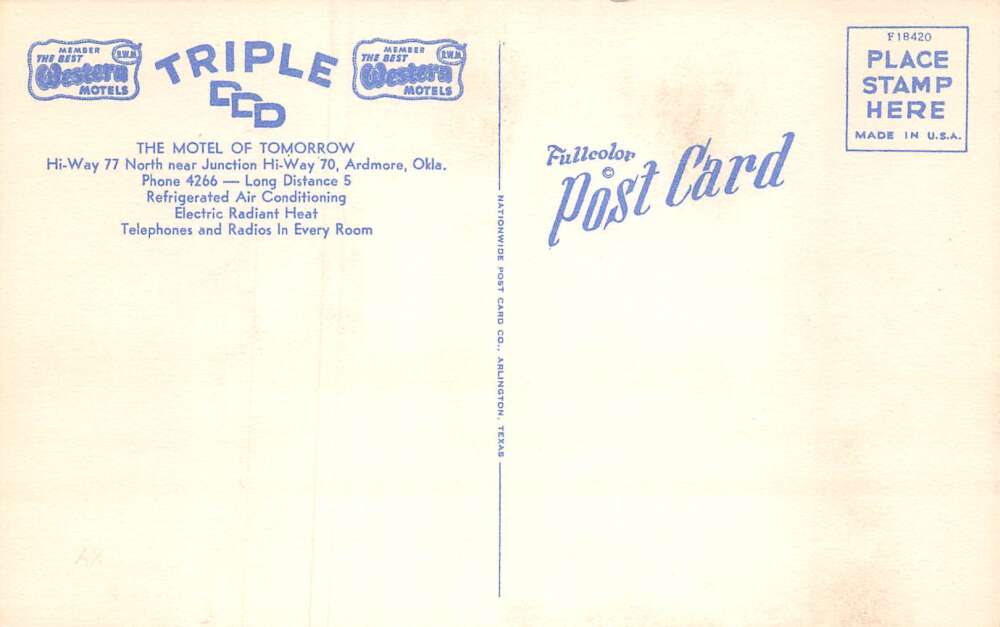 MEMBER
THE BEST
B.W.M.
Western
MOTELS
TRIPLE
DDD
MEMBER
THE BEST
B.W.M.
Western
MOTELS
THE MOTEL OF TOMORROW
Hi-Way 77 North near Junction Hi-Way 70, Ardmore, Okla.
Phone 4266 — Long Distance 5
Refrigerated Air Conditioning
Electric Radiant Heat
Telephones and Radios In Every Room
NATIONWIDE POST CARD CO., ARLINGTON, TEXAS
Fullcolor
©
Post Card
F18420
PLACE
STAMP
HERE
MADE IN U.S.A.